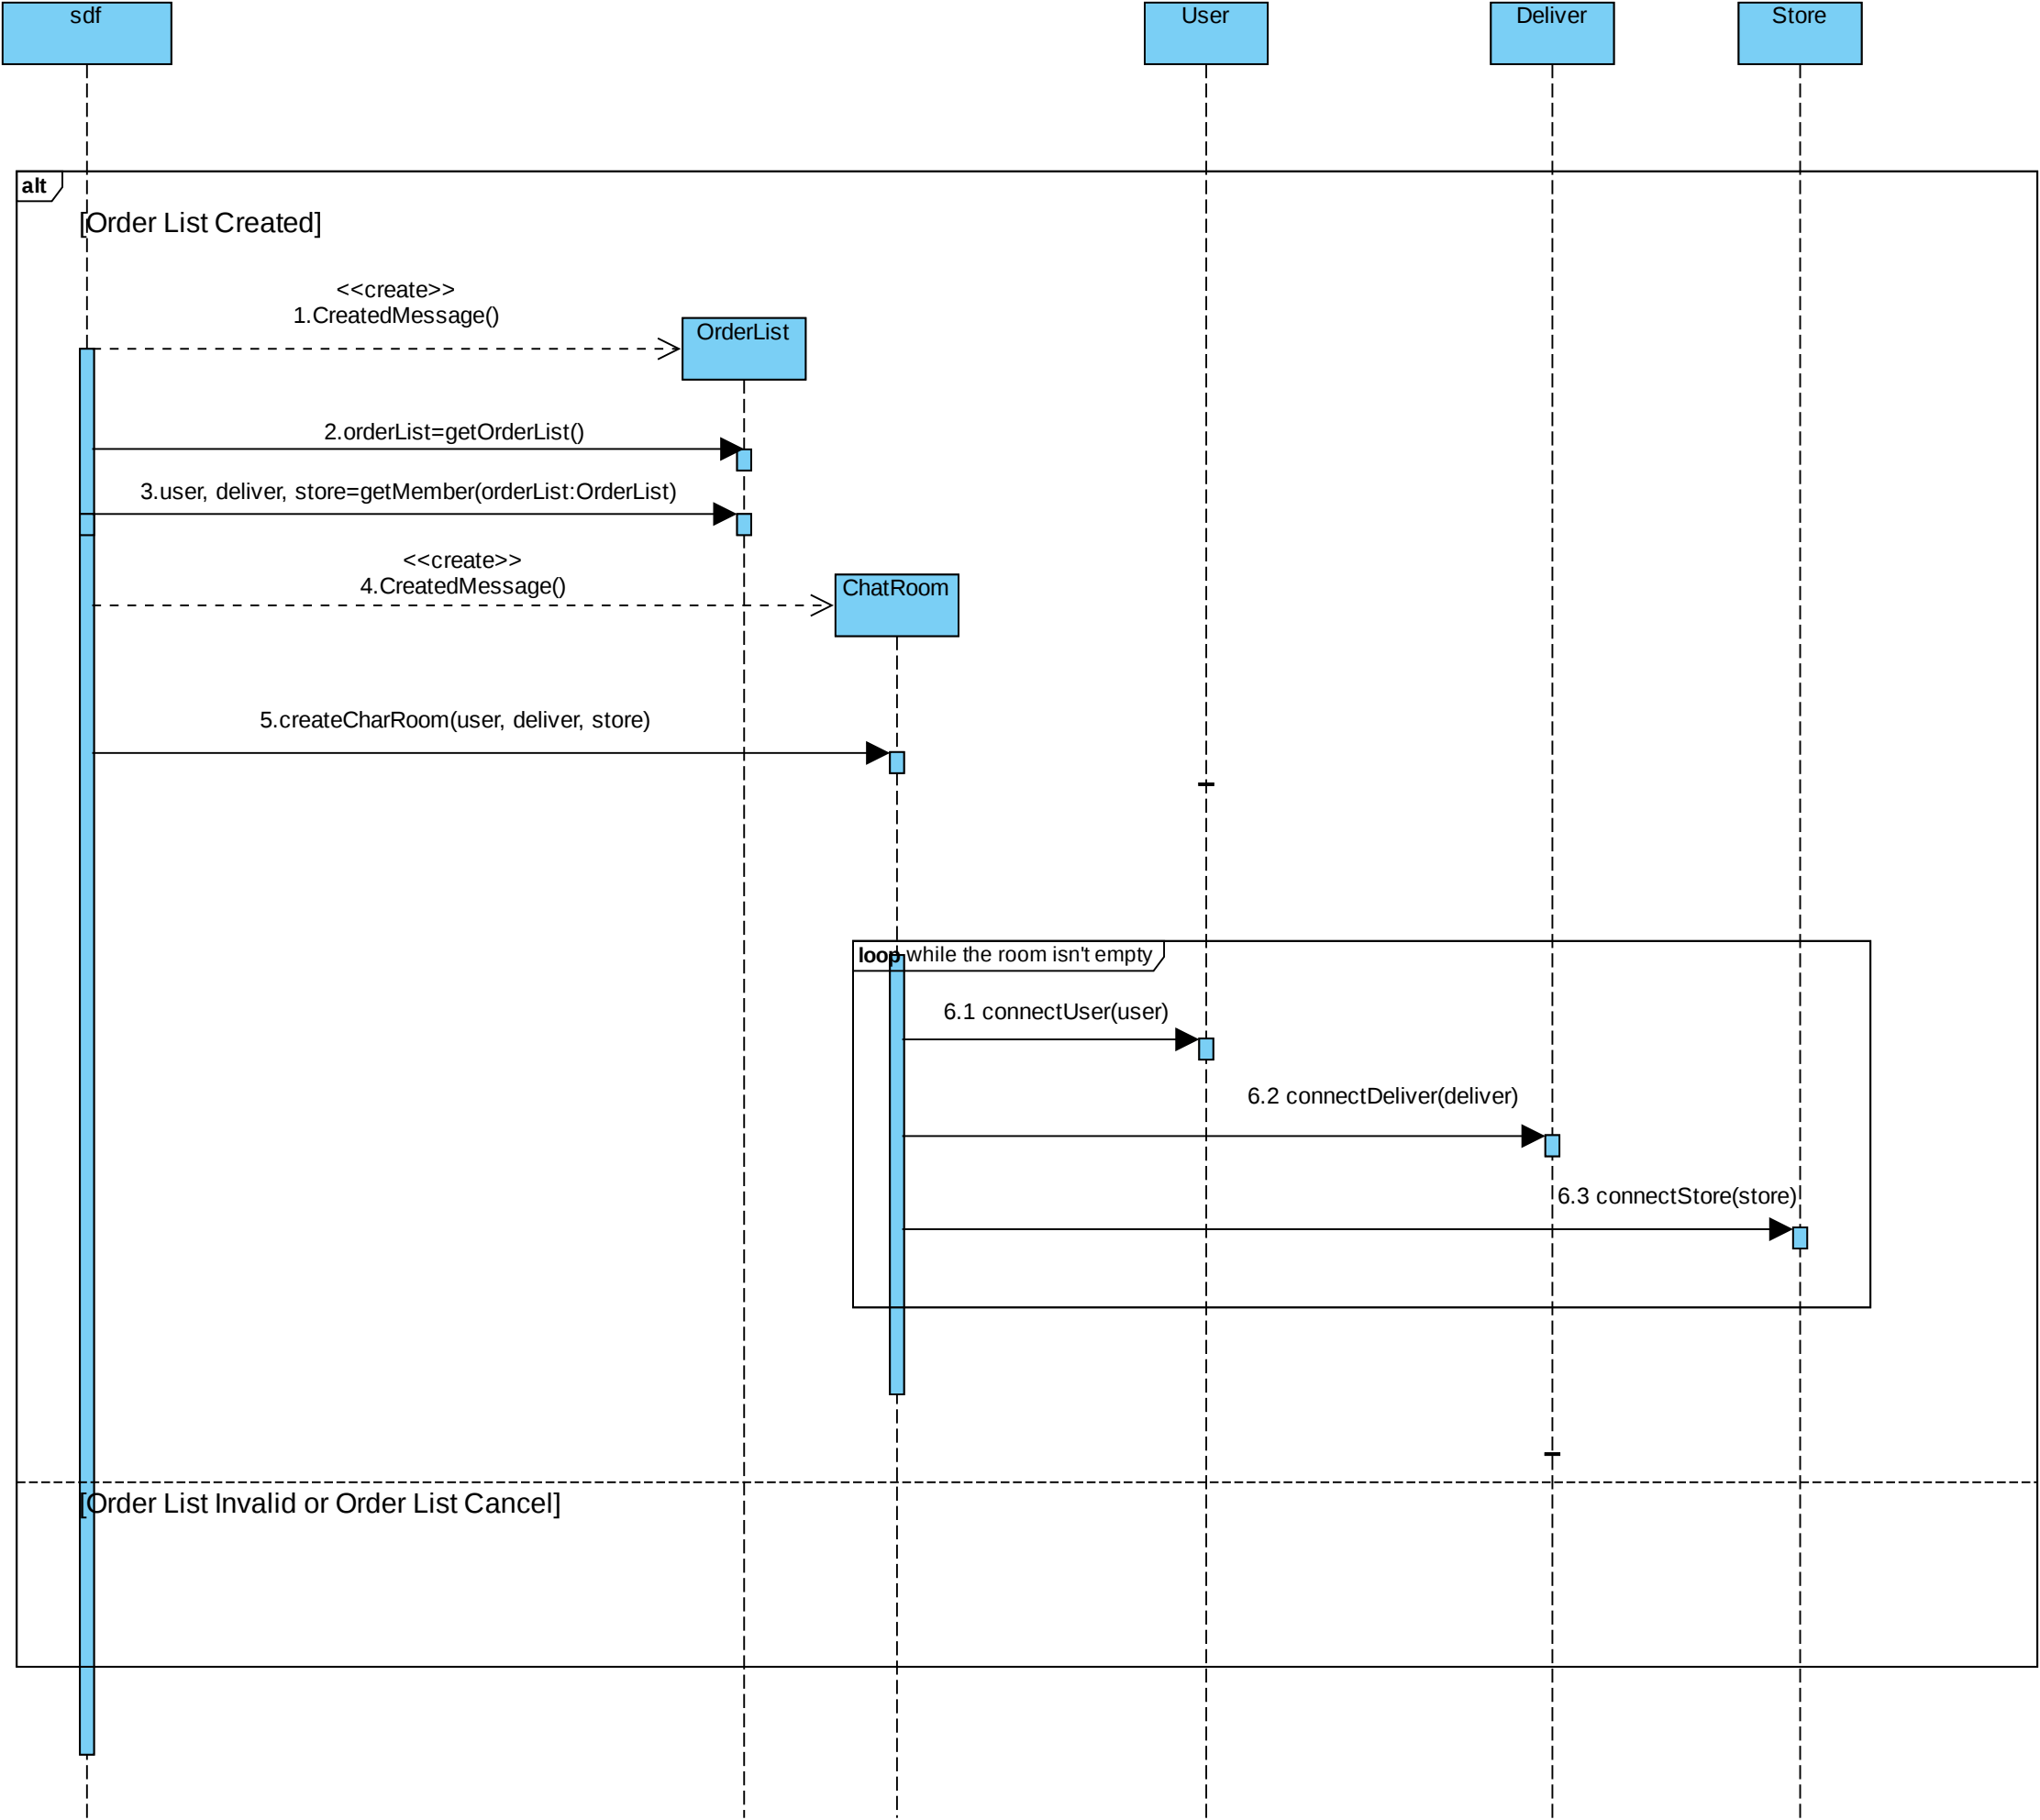 sdf
User
Deliver
Store
alt
[Order List Created]
<<create>>
1.CreatedMessage()
OrderList
2.orderList=getOrderList()
3.user, deliver, store=getMember(orderList:OrderList)
<<create>>
4.CreatedMessage()
ChatRoom
5.createCharRoom(user, deliver, store)
loop while the room isn't empty
6.1 connectUser(user)
6.2 connectDeliver(deliver)
6.3 connectStore(store)
[Order List Invalid or Order List Cancel]